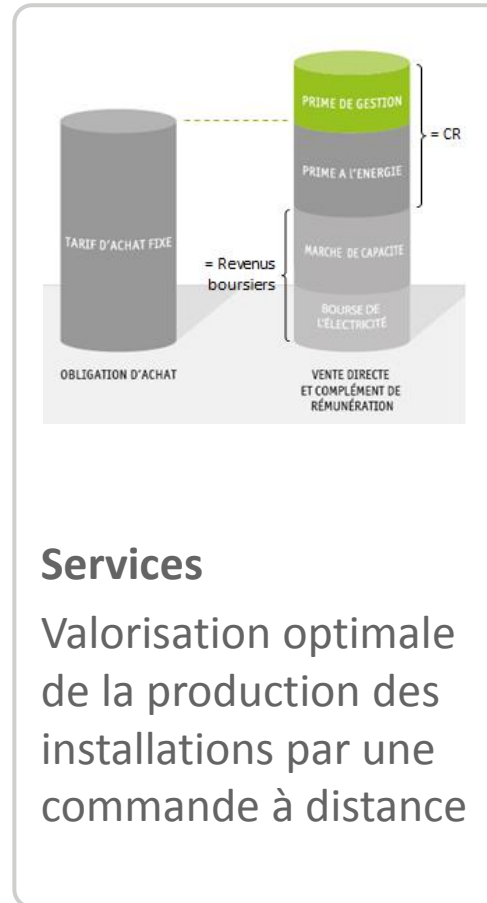 PRIME DE GESTION
= CR
PRIME A L'ENERGIE
TARIF D'ACHAT FIXE
MARCHE DE CAPACITE
= Revenus
boursiers
BOURSE DE
L'ÉLECTRICITÉ
OBLIGATION D'ACHAT
VENTE DIRECTE
ET COMPLÉMENT DE
RÉMUNÉRATION
Services
Valorisation optimale
de la production des
installations par une
commande à distance